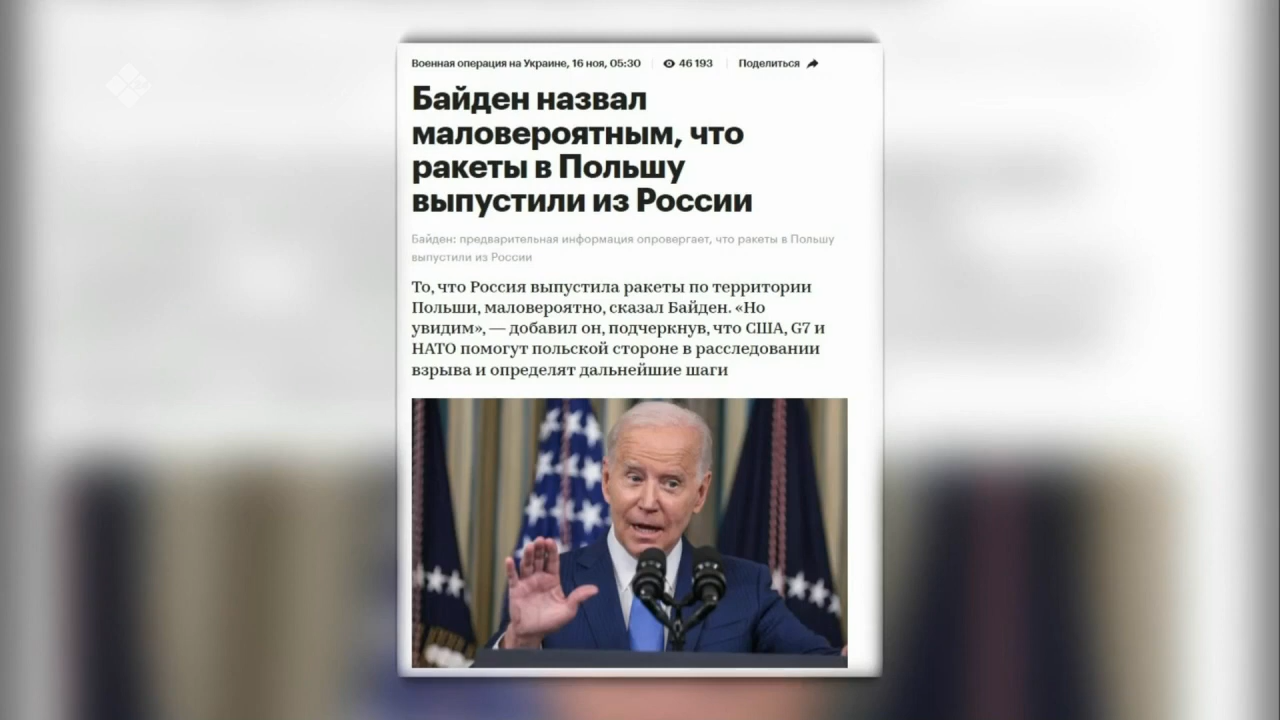 Военная операция на Украине, 16 ноя, 05:30 46 193 Поделиться
Байден назвал
маловероятным, что
ракеты в Польшу
выпустили из России
Байден: предварительная информация опровергает, что ракеты в Польшу
выпустили из России
То, что Россия выпустила ракеты по территории
Польши, маловероятно, сказал Байден. «Но
увидим», — добавил он, подчеркнув, что США, G7 и
НАТО помогут польской стороне в расследовании
взрыва и определят дальнейшие шаги